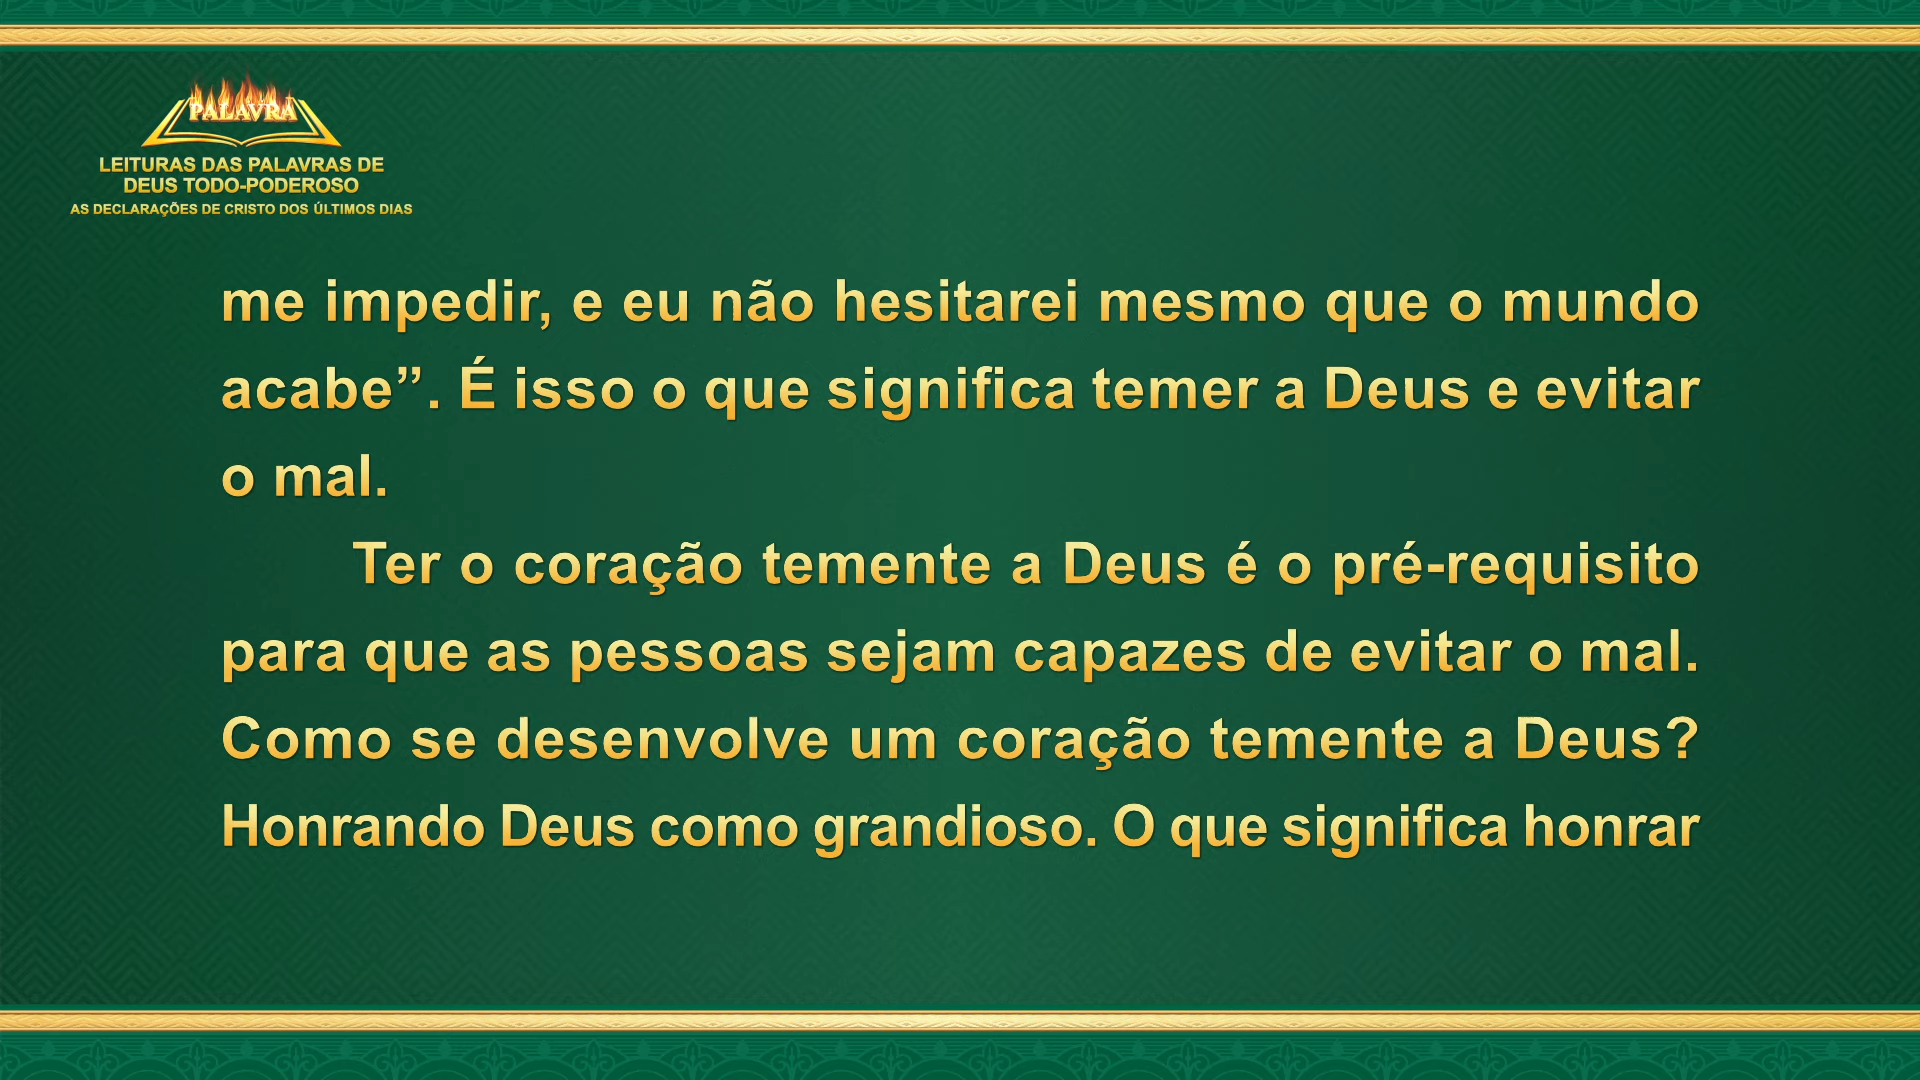 PALAVRA
LEITURAS DAS PALAVRAS DE
DEUS TODO-PODEROSO
AS DECLARAÇÕES DE CRISTO DOS ÚLTIMOS DIAS
me impedir, e eu não hesitarei mesmo que o mundo
acabe”. É isso o que significa temer a Deus e evitar
o mal.
Ter o coração temente a Deus é o pré-requisito
para que as pessoas sejam capazes de evitar o mal.
Como se desenvolve um coração temente a Deus?
Honrando Deus como grandioso. O que significa honrar